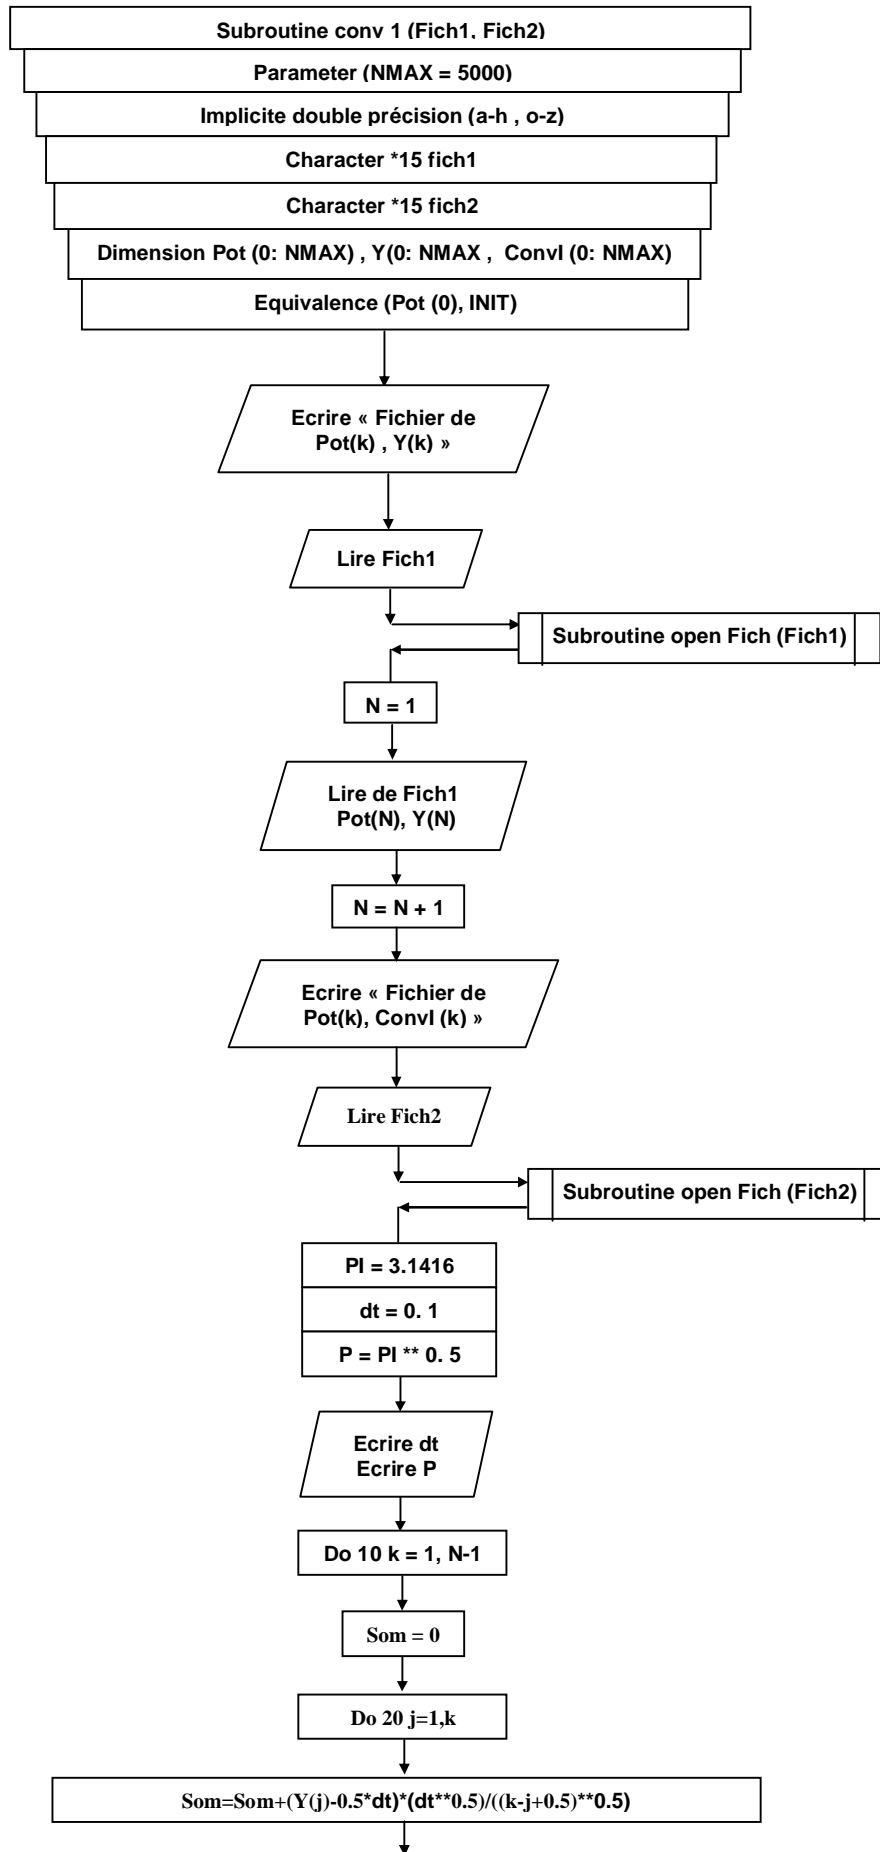 Subroutine conv 1 (Fich1, Fich2)
Parameter (NMAX = 5000)
Implicite double précision (a-h , o-z)
Character *15 fich1
Character *15 fich2
Dimension Pot (0: NMAX) , Y(0: NMAX , ConvI (0: NMAX)
Equivalence (Pot (0), INIT)
Ecrire « Fichier de
Pot(k) , Y(k) »
Lire Fich1
Subroutine open Fich (Fich1)
N = 1
Lire de Fich1
Pot(N), Y(N)
N = N + 1
Ecrire « Fichier de
Pot(k), ConvI (k) »
Lire Fich2
Subroutine open Fich (Fich2)
PI = 3.1416
dt = 0. 1
P = PI ** 0. 5
Ecrire dt
Ecrire P
Do 10 k = 1, N-1
Som = 0
Do 20 j=1,k
Som=Som+(Y(j)-0.5*dt)*(dt**0.5)/((k-j+0.5)**0.5)